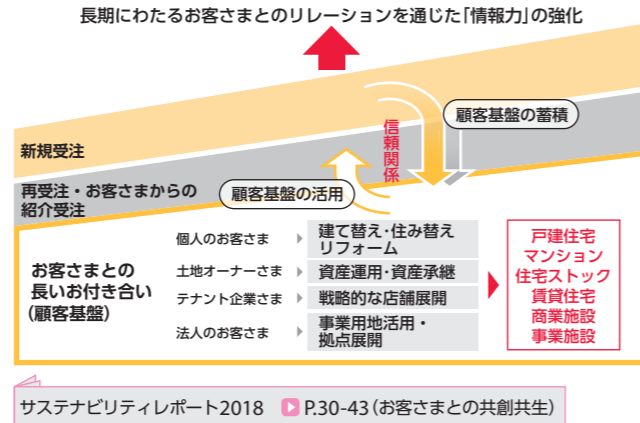 長期にわたるお客さまとのリレーションを通じた「情報力」の強化
顧客基盤の蓄積
信頼関係
新規受注
再受注・お客さまからの
紹介受注
顧客基盤の活用
お客さまとの
長いお付き合い
(顧客基盤)
個人のお客さま
建て替え・住み替え
リフォーム
土地オーナーさま
資産運用・資産承継
テナント企業さま
戦略的な店舗展開
法人のお客さま
事業用地活用・
拠点展開
戸建住宅
マンション
住宅ストック
賃貸住宅
商業施設
事業施設
サステナビリティレポート2018 P.30-43(お客さまとの共創共生)